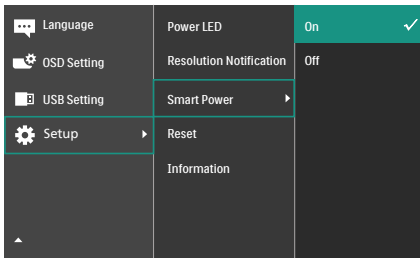 Language
OSD Setting
USB Setting
Setup
Power LED
Resolution Notification
Smart Power
Reset
Information
On
Off